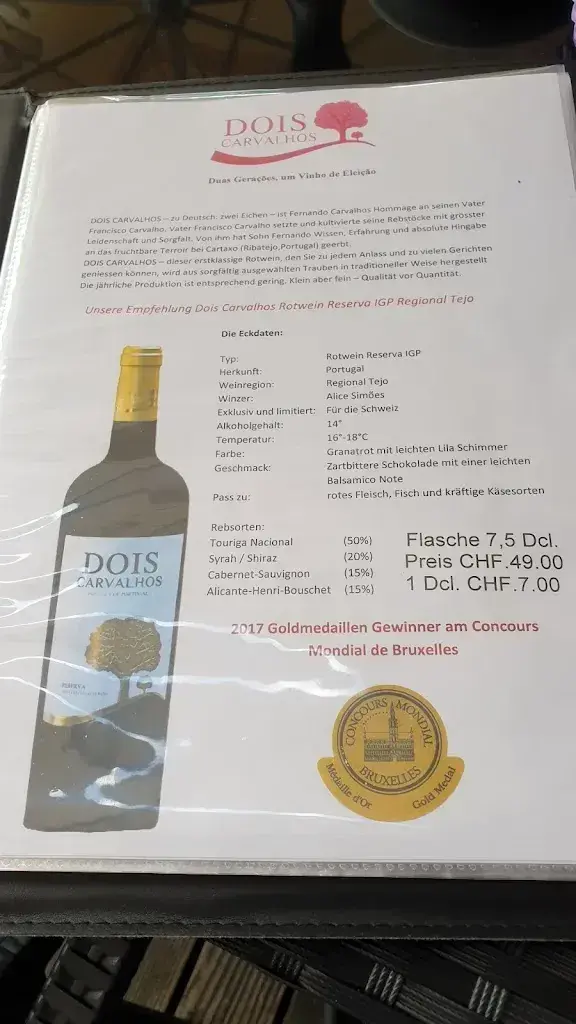 DOIS
CARVALHOS
Duas Gerações, um Vinho de Eleição
DOIS CARVALHOS – zu Deutsch: zwei Eichen – ist Fernando Carvalhos Hommage an seinen Vater
Francisco Carvalho. Vater Francisco Carvalho setzte und kultivierte seine Rebstöcke mit grösster
Leidenschaft und Sorgfalt. Von ihm hat Sohn Fernando Wissen, Erfahrung und absolute Hingabe
an das fruchtbare Terroir bei Cartaxo (Ribatejo,Portugal) geerbt.
DOIS CARVALHOS – dieser erstklassige Rotwein, den Sie zu jedem Anlass und zu vielen Gerichten
geniessen können, wird aus sorgfältig ausgewählten Trauben in traditioneller Weise hergestellt
Die jährliche Produktion ist entsprechend gering. Klein aber fein – Qualität vor Quantität.
Unsere Empfehlung Dois Carvalhos Rotwein Reserva IGP Regional Tejo
Die Eckdaten:
Typ: Rotwein Reserva IGP
Herkunft: Portugal
Weinregion: Regional Tejo
Winzer: Alice Simões
Exklusiv und limitiert: Für die Schweiz
Alkoholgehalt: 14°
Temperatur: 16°-18°C
Farbe: Granatrot mit leichten Lila Schimmer
Geschmack: Zartbittere Schokolade mit einer leichten
Balsamico Note
Pass zu: rotes Fleisch, Fisch und kräftige Käsesorten
Rebsorten:
Touriga Nacional (50%)
Syrah / Shiraz (20%)
Cabernet-Sauvignon (15%)
Alicante-Henri-Bouschet (15%)
Flasche 7,5 Dcl.
Preis CHF.49.00
1 Dcl. CHF.7.00
2017 Goldmedaillen Gewinner am Concours
Mondial de Bruxelles
DOIS
CARVALHOS
RESERVA
CONCOURS MONDIAL
BRUXELLES
Médaille d'Or
Gold Medal